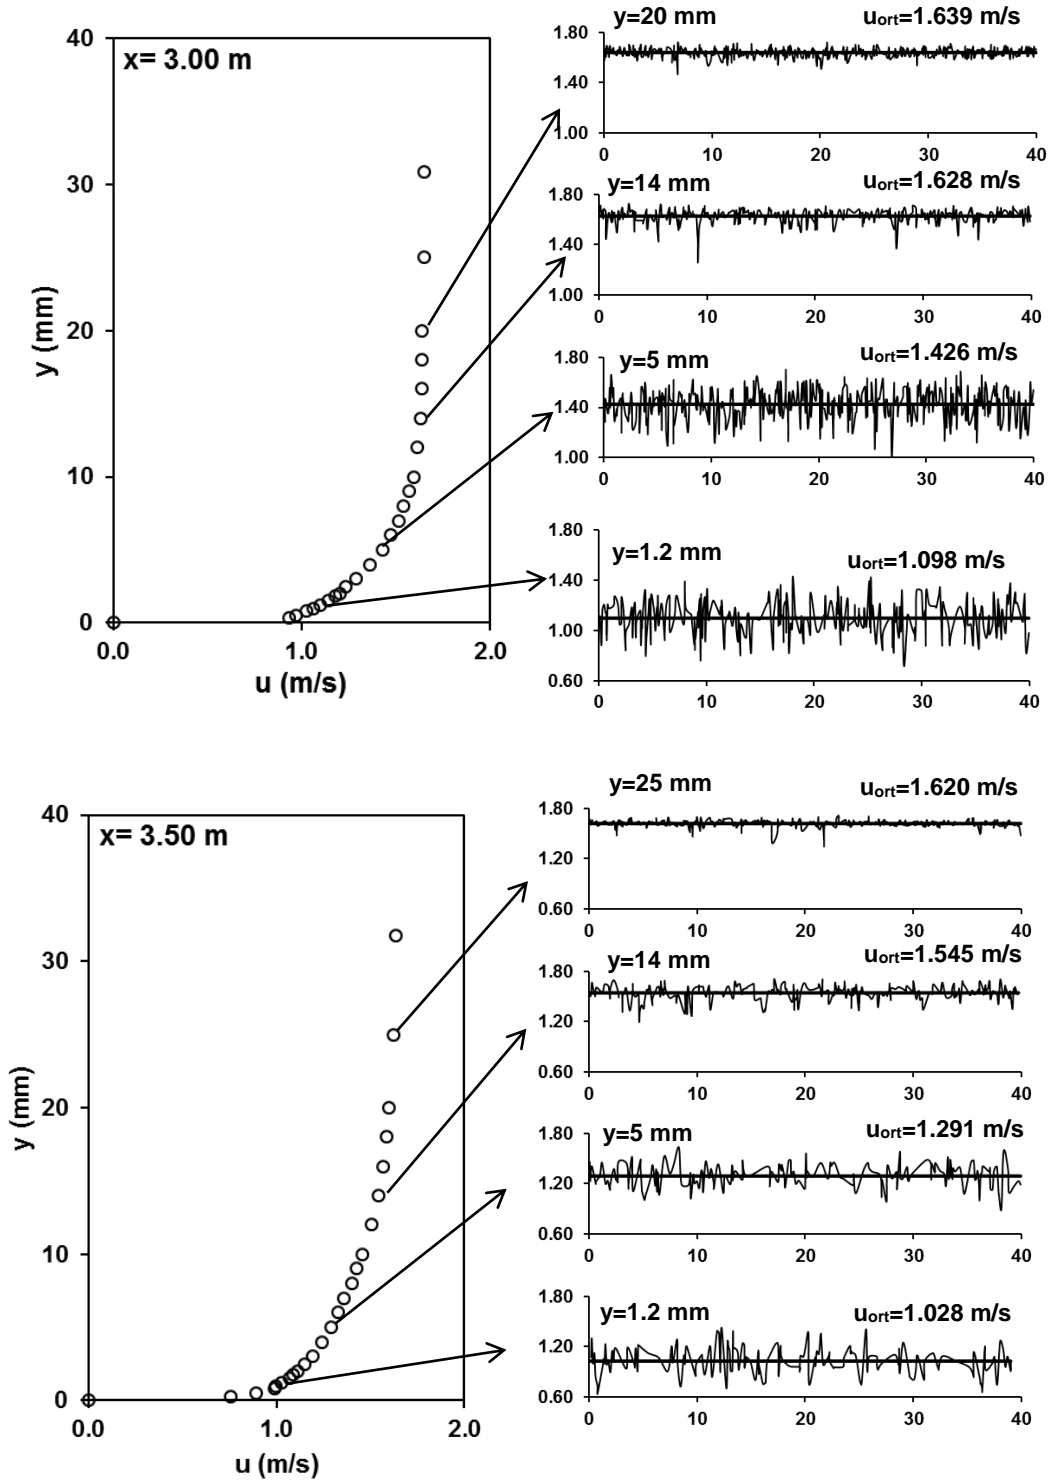 x= 3.00 m
40
30
20
10
0
y (mm)
0.0 1.0 2.0
u (m/s)
y=20 mm uort=1.639 m/s
1.80
1.40
1.00
0 10 20 30 40
y=14 mm uort=1.628 m/s
1.80
1.40
1.00
0 10 20 30 40
y=5 mm uort=1.426 m/s
1.80
1.40
1.00
0 10 20 30 40
y=1.2 mm uort=1.098 m/s
1.80
1.40
1.00
0.60
0 10 20 30 40
x= 3.50 m
40
30
20
10
0
y (mm)
0.0 1.0 2.0
u (m/s)
y=25 mm uort=1.620 m/s
1.80
1.20
0.60
0 10 20 30 40
y=14 mm uort=1.545 m/s
1.80
1.20
0.60
0 10 20 30 40
y=5 mm uort=1.291 m/s
1.80
1.20
0.60
0 10 20 30 40
y=1.2 mm uort=1.028 m/s
1.80
1.20
0.60
0 10 20 30 40